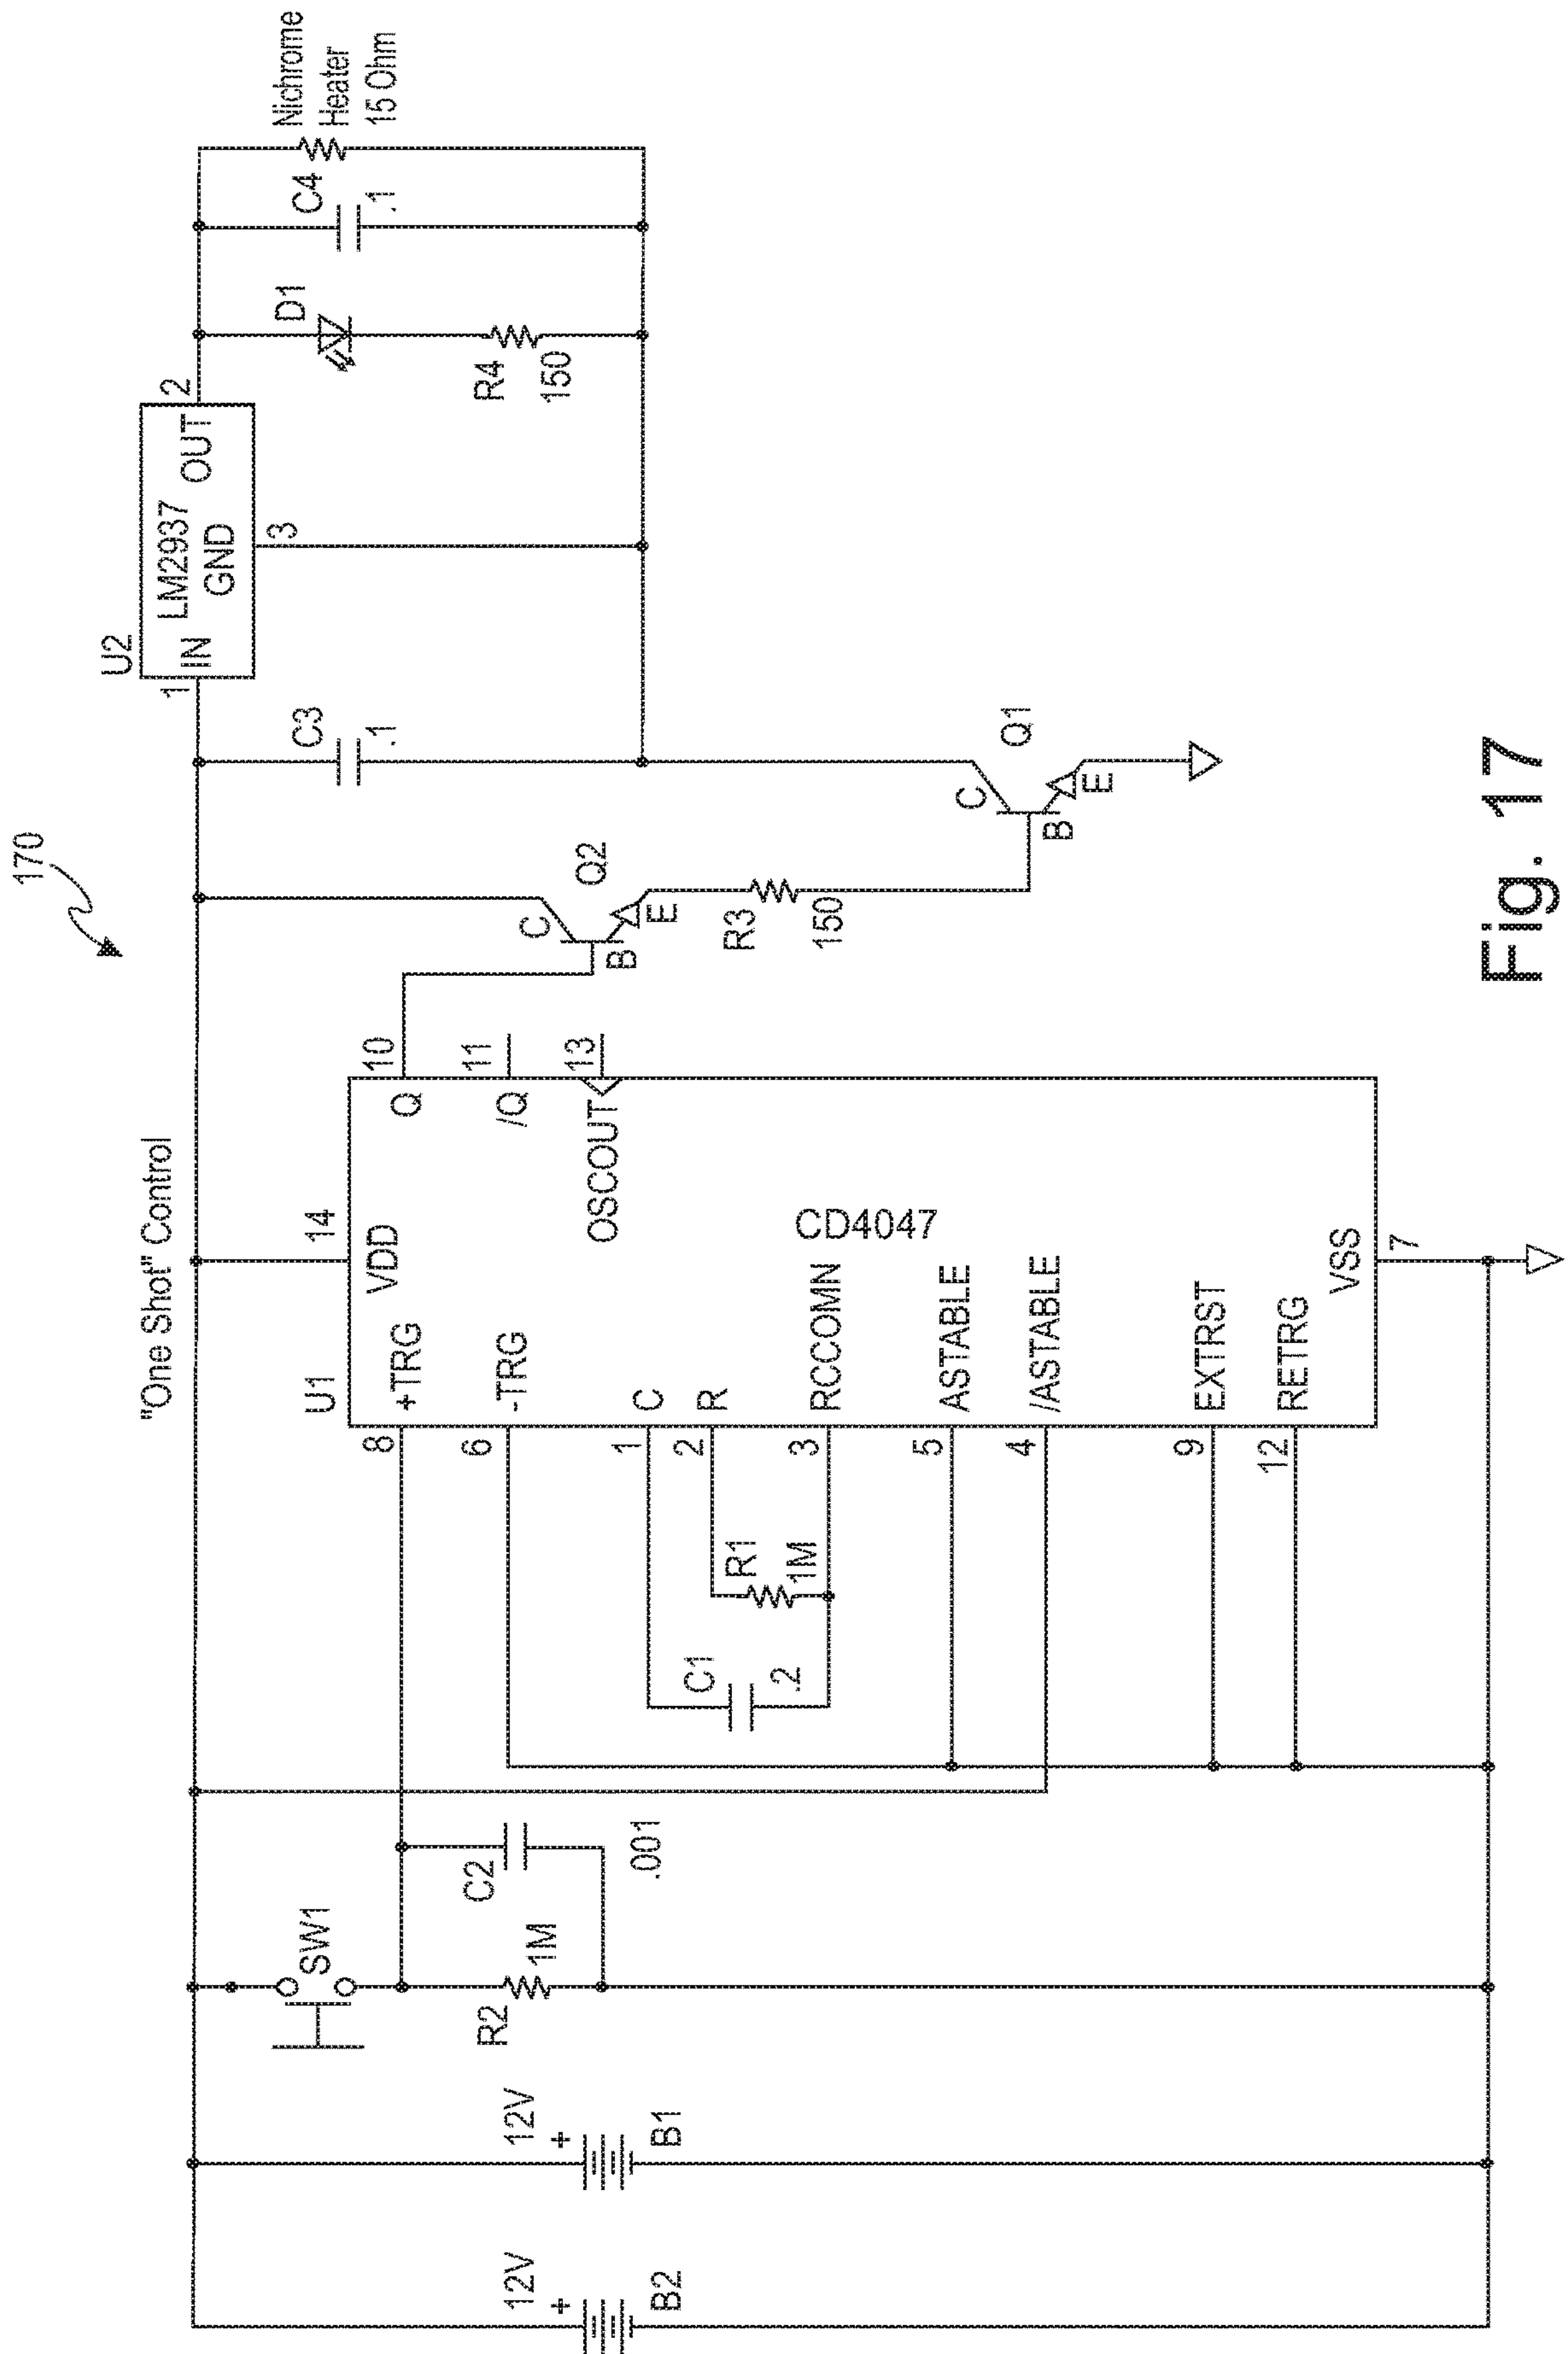 170
"One Shot" Control
12V
+
B2
12V
+
B1
SW1
R2
1M
C2
.001
C1
.2
R1
1M
U1
14
VDD
8
+TRG
6
-TRG
1
C
2
R
3
RCCOMN
5
ASTABLE
4
/ASTABLE
9
EXTRST
12
RETRG
CD4047
Q
10
/Q
11
OSCOUT
13
VSS
7
C
B
E
Q2
R3
150
C
B
E
Q1
C3
.1
U2
1
IN
LM2937
GND
OUT
2
3
D1
R4
150
C4
.1
Nichrome
Heater
15 Ohm
Fig. 17